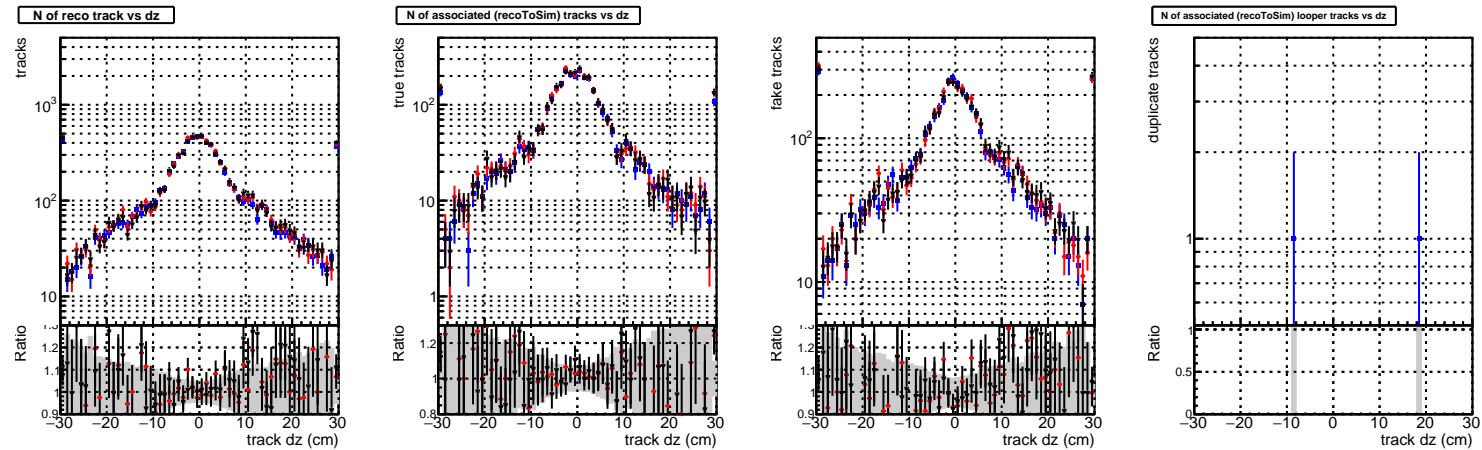 N of reco track vs dz
tracks
10³
10²
10
Ratio
1.3
1.2
1.1
1
0.9
−30 −20 −10 0 10 20 30
track dz (cm)
N of associated (recoToSim) tracks vs dz
true tracks
10²
10
1
Ratio
1.2
1
0.8
−30 −20 −10 0 10 20 30
track dz (cm)
fake tracks
10²
10
Ratio
1.3
1.2
1.1
1
0.9
−30 −20 −10 0 10 20 30
track dz (cm)
N of associated (recoToSim) looper tracks vs dz
duplicate tracks
1
Ratio
1
0.5
0
−30 −20 −10 0 10 20 30
track dz (cm)